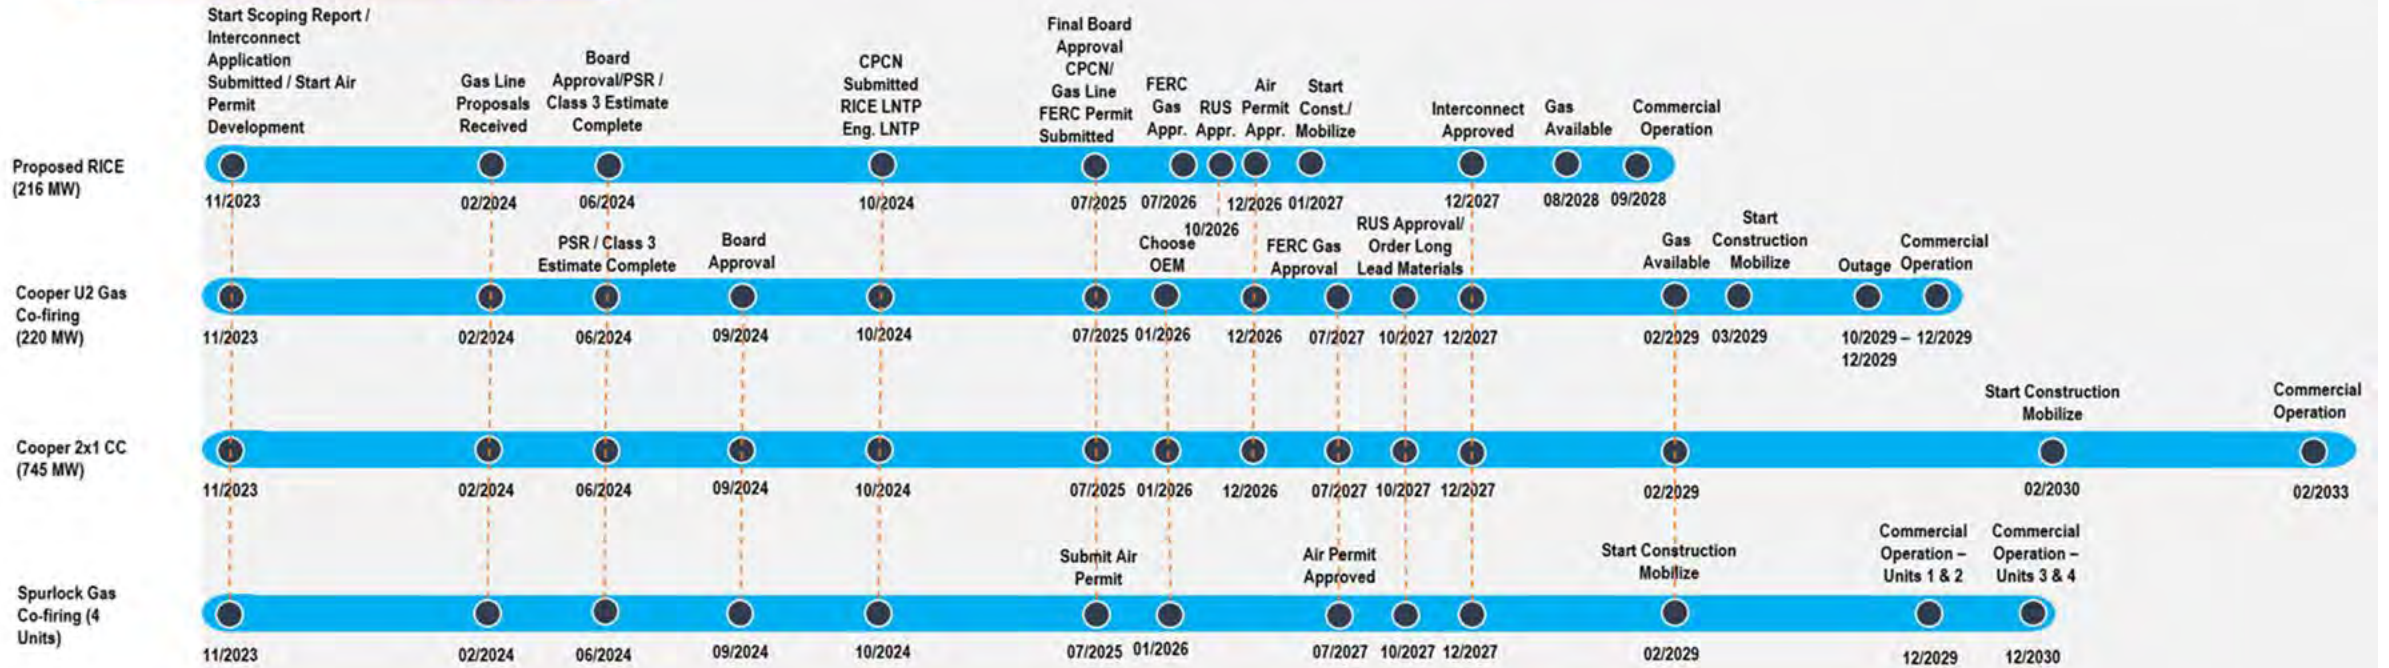 Start Scoping Report /
Interconnect
Application
Submitted / Start Air
Permit
Development
Gas Line
Proposals
Received
Board
Approval/PSR /
Class 3 Estimate
Complete
CPCN
Submitted
RICE LNTP
Eng. LNTP
Final Board
Approval
CPCN/
Gas Line
FERC Permit
Submitted
FERC
Gas
Appr.
RUS
Appr.
Air
Permit
Appr.
Start
Const./
Mobilize
Interconnect
Approved
Gas
Available
Commercial
Operation
Proposed RICE
(216 MW)
11/2023
02/2024
06/2024
10/2024
07/2025
07/2026
10/2026
12/2026
01/2027
12/2027
08/2028
09/2028
PSR / Class 3
Estimate Complete
Board
Approval
Choose
OEM
FERC Gas
Approval
RUS Approval/
Order Long
Lead Materials
Gas
Available
Start
Construction
Mobilize
Outage
Commercial
Operation
Cooper U2 Gas
Co-firing
(220 MW)
11/2023
02/2024
06/2024
09/2024
10/2024
07/2025
01/2026
12/2026
07/2027
10/2027
12/2027
02/2029
03/2029
10/2029 –
12/2029
12/2029
Start Construction
Mobilize
Commercial
Operation
Cooper 2x1 CC
(745 MW)
11/2023
02/2024
06/2024
09/2024
10/2024
07/2025
01/2026
12/2026
07/2027
10/2027
12/2027
02/2029
02/2030
02/2033
Submit Air
Permit
Air Permit
Approved
Start Construction
Mobilize
Commercial
Operation –
Units 1 & 2
Commercial
Operation –
Units 3 & 4
Spurlock Gas
Co-firing (4
Units)
11/2023
02/2024
06/2024
09/2024
10/2024
07/2025
01/2026
07/2027
10/2027
12/2027
02/2029
12/2029
12/2030